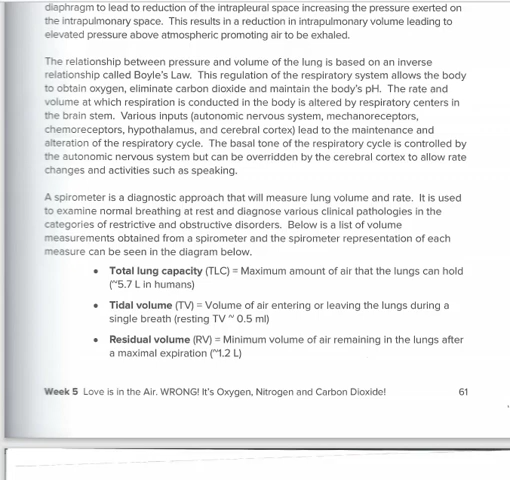 diaphragm to lead to reduction of the intrapleural space increasing the pressure exerted on
the intrapulmonary space. This results in a reduction in intrapulmonary volume leading to
elevated pressure above atmospheric promoting air to be exhaled.
The relationship between pressure and volume of the lung is based on an inverse
relationship called Boyle's Law. This regulation of the respiratory system allows the body
to obtain oxygen, eliminate carbon dioxide and maintain the body's pH. The rate and
volume at which respiration is conducted in the body is altered by respiratory centers in
the brain stem. Various inputs (autonomic nervous system, mechanoreceptors,
chemoreceptors, hypothalamus, and cerebral cortex) lead to the maintenance and
alteration of the respiratory cycle. The basal tone of the respiratory cycle is controlled by
the autonomic nervous system but can be overridden by the cerebral cortex to allow rate
changes and activities such as speaking.
A spirometer is a diagnostic approach that will measure lung volume and rate. It is used
to examine normal breathing at rest and diagnose various clinical pathologies in the
categories of restrictive and obstructive disorders. Below is a list of volume
measurements obtained from a spirometer and the spirometer representation of each
measure can be seen in the diagram below.
• Total lung capacity (TLC) = Maximum amount of air that the lungs can hold
(~5.7 L in humans)
• Tidal volume (TV) = Volume of air entering or leaving the lungs during a
single breath (resting TV ~ 0.5 ml)
• Residual volume (RV) = Minimum volume of air remaining in the lungs after
a maximal expiration (~1.2 L)
Week 5 Love is in the Air. WRONG! It's Oxygen, Nitrogen and Carbon Dioxide! 61